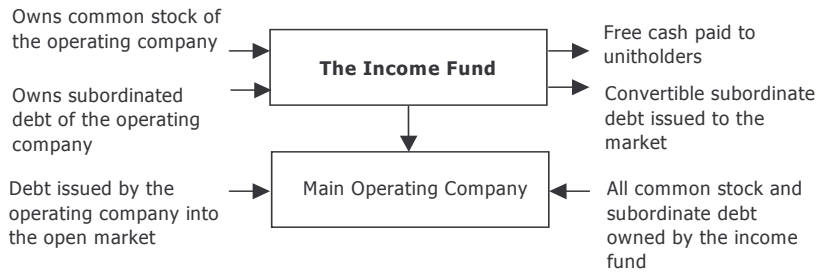 Owns common stock of
the operating company
Owns subordinated
debt of the operating
company
The Income Fund
Free cash paid to
unitholders
Convertible subordinate
debt issued to the
market
Debt issued by the
operating company into
the open market
Main Operating Company
All common stock and
subordinate debt
owned by the income
fund